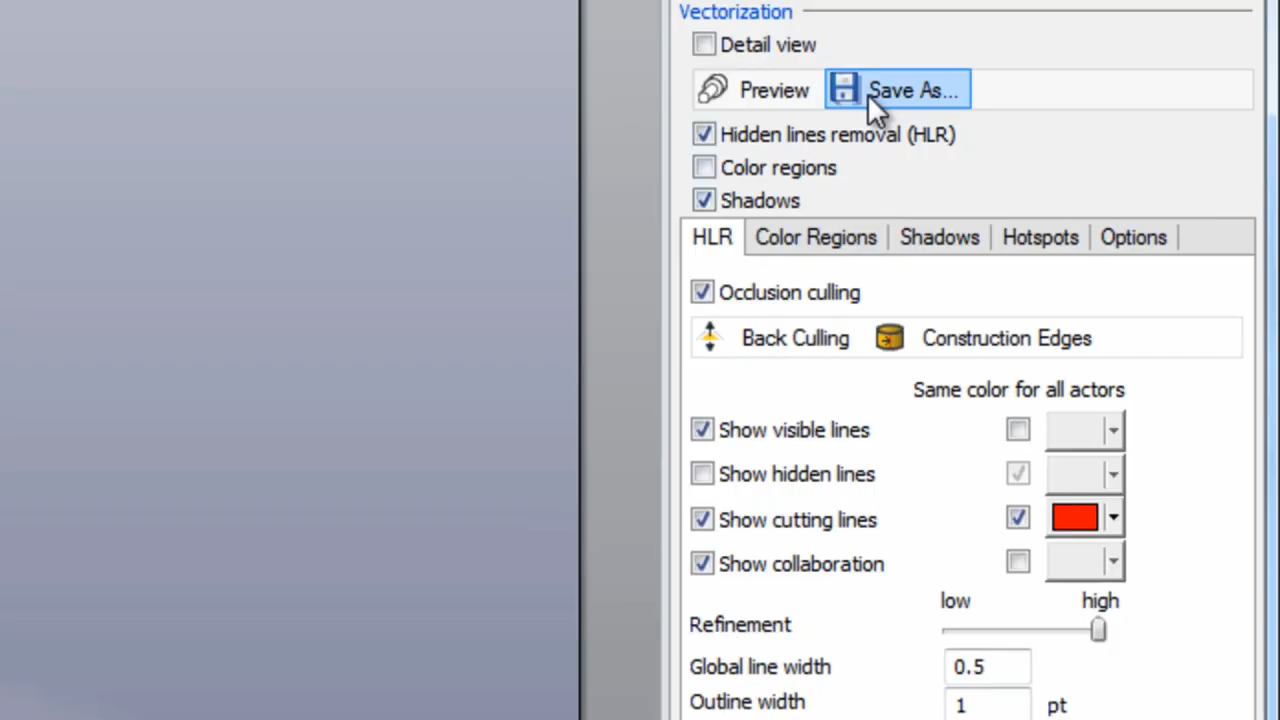 Vectorization
Detail view
Preview Save As...
Hidden lines removal (HLR)
Color regions
Shadows
HLR Color Regions Shadows Hotspots Options
Occlusion culling
Back Culling Construction Edges
Same color for all actors
Show visible lines
Show hidden lines
Show cutting lines
Show collaboration
low high
Refinement
Global line width 0.5
Outline width 1 pt